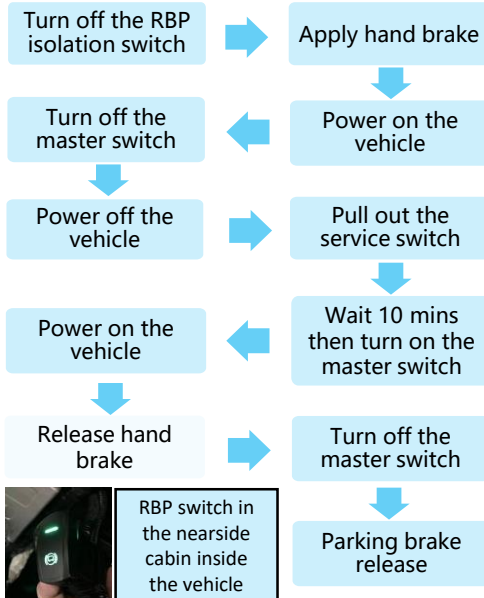 Turn off the RBP
isolation switch
Apply hand brake
Power on the
vehicle
Turn off the
master switch
Power off the
vehicle
Pull out the
service switch
Wait 10 mins
then turn on the
master switch
Power on the
vehicle
Release hand
brake
Turn off the
master switch
Parking brake
release
RBP switch in
the nearside
cabin inside
the vehicle